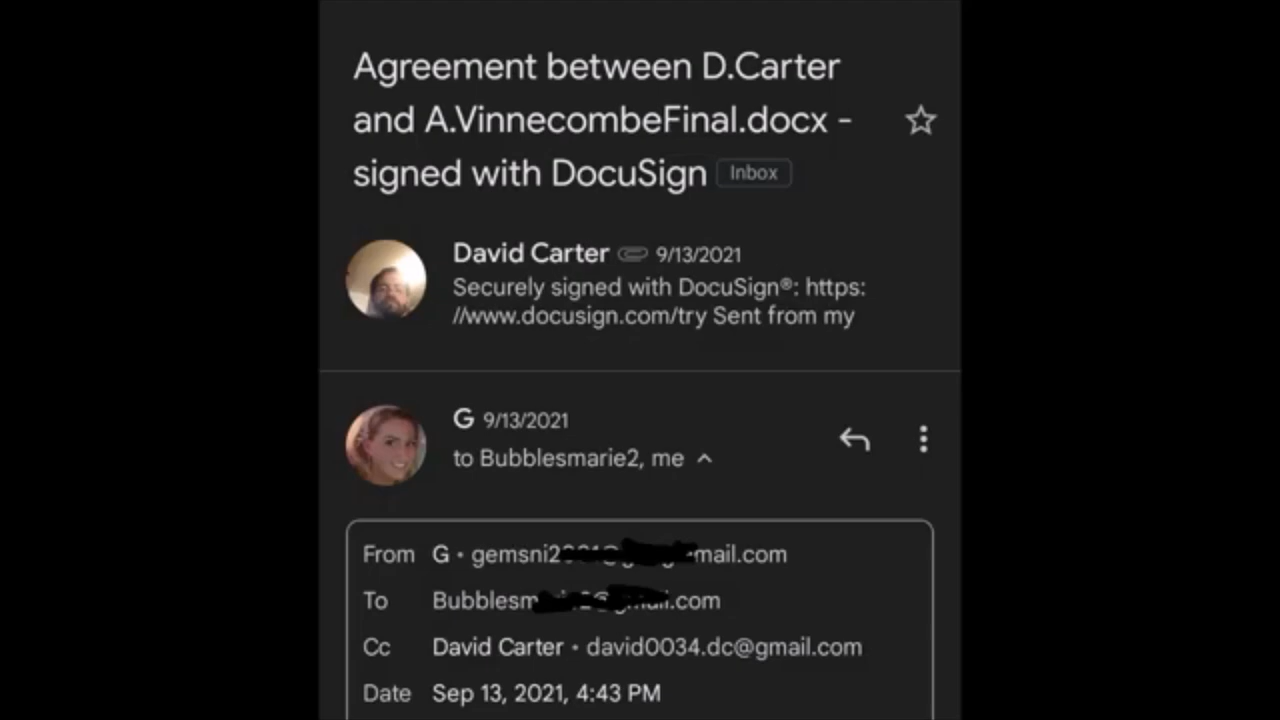 Agreement between D.Carter
and A.VinnecombeFinal.docx -
signed with DocuSign Inbox
David Carter 9/13/2021
Securely signed with DocuSign®: https:
//www.docusign.com/try Sent from my
G 9/13/2021
to Bubblesmarie2, me
From G • gemsni2 mail.com
To Bubblesm .com
Cc David Carter • david0034.dc@gmail.com
Date Sep 13, 2021, 4:43 PM